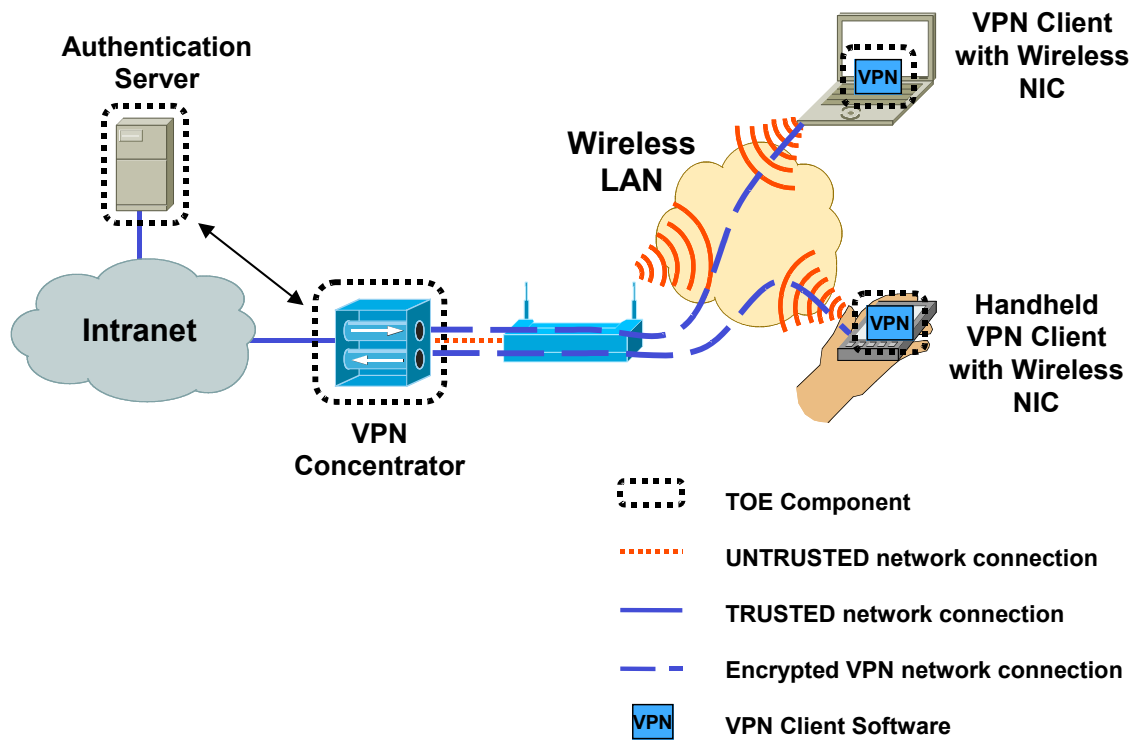 Authentication
Server
VPN Client
with Wireless
NIC
VPN
Wireless
LAN
Intranet
VPN
Concentrator
VPN
Handheld
VPN Client
with Wireless
NIC
TOE Component
UNTRUSTED network connection
TRUSTED network connection
Encrypted VPN network connection
VPN
VPN Client Software